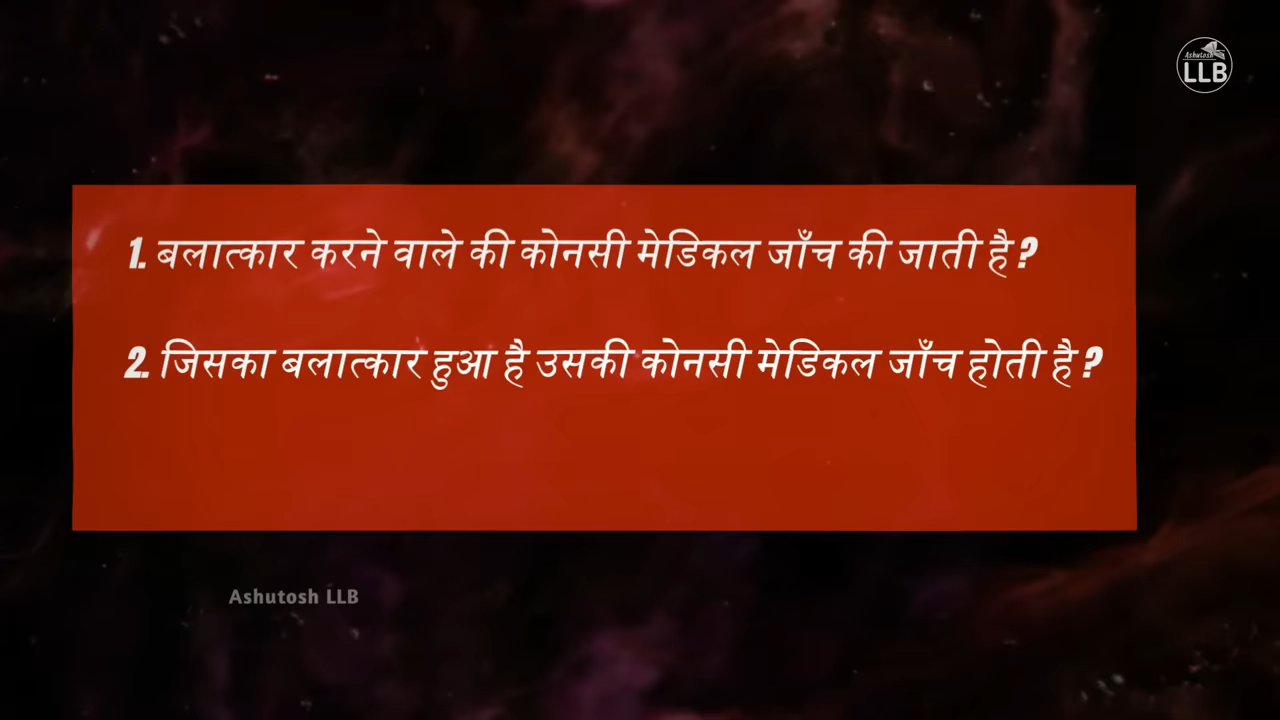 Ashutosh
LLB
1. बलात्कार करने वाले की कोनसी मेडिकल जाँच की जाती है?
2. जिसका बलात्कार हुआ है उसकी कोनसी मेडिकल जाँच होती है?
Ashutosh LLB